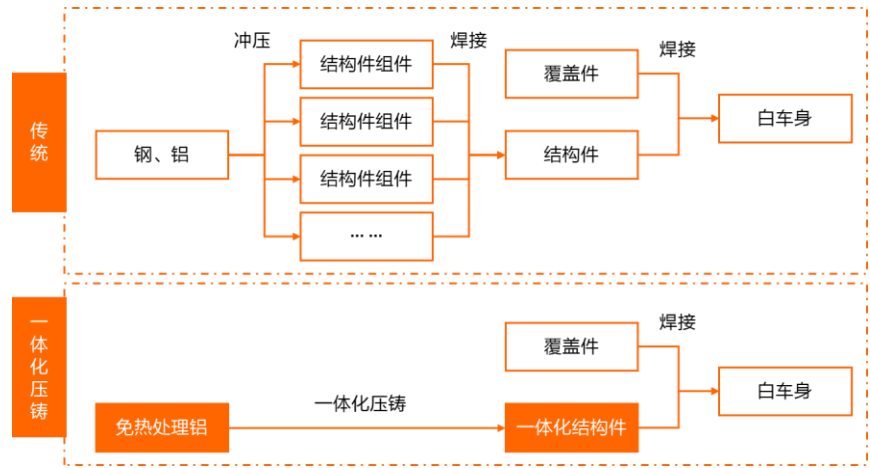 传统
冲压
焊接
焊接
钢、铝
结构件组件
结构件组件
结构件组件
... ...
覆盖件
结构件
白车身
一体化压铸
免热处理铝
一体化压铸
覆盖件
一体化结构件
焊接
白车身